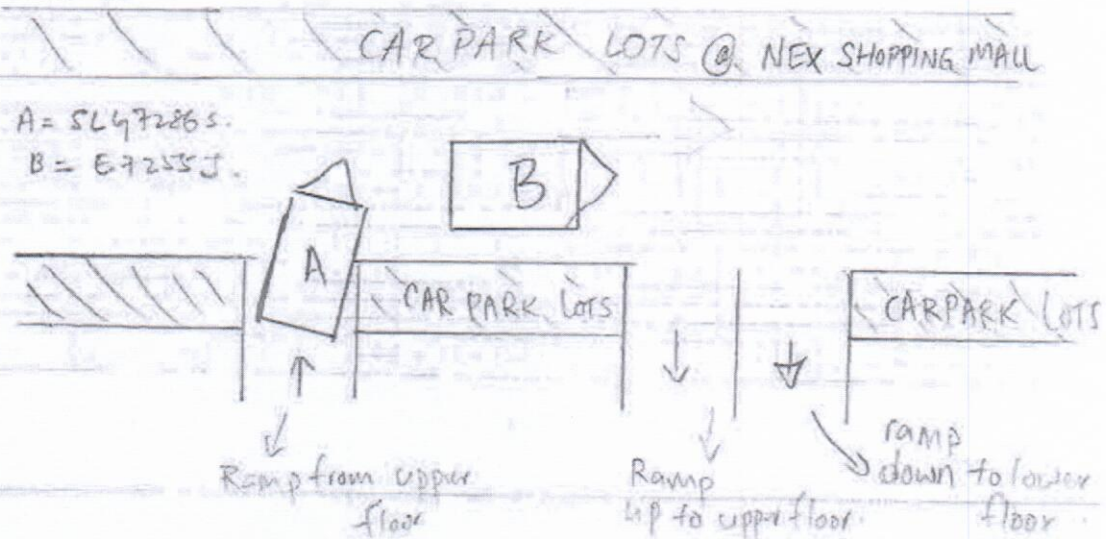 CAR PARK LOTS @ NEX SHOPPING MALL
A = SLG7286S.
B = E7255J.
B
A
CAR PARK LOTS
CARPARK LOTS
Ramp from upper
floor
Ramp
up to upper floor.
ramp
down to lower
floor.